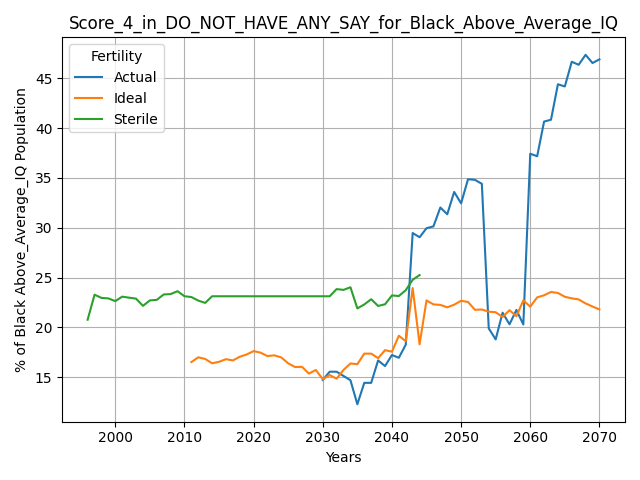 Score_4_in_DO_NOT_HAVE_ANY_SAY_for_Black_Above_Average_IQ
Fertility
Actual
Ideal
Sterile
45
40
35
30
25
20
15
% of Black Above_Average_IQ Population
2000
2010
2020
2030
2040
2050
2060
2070
Years